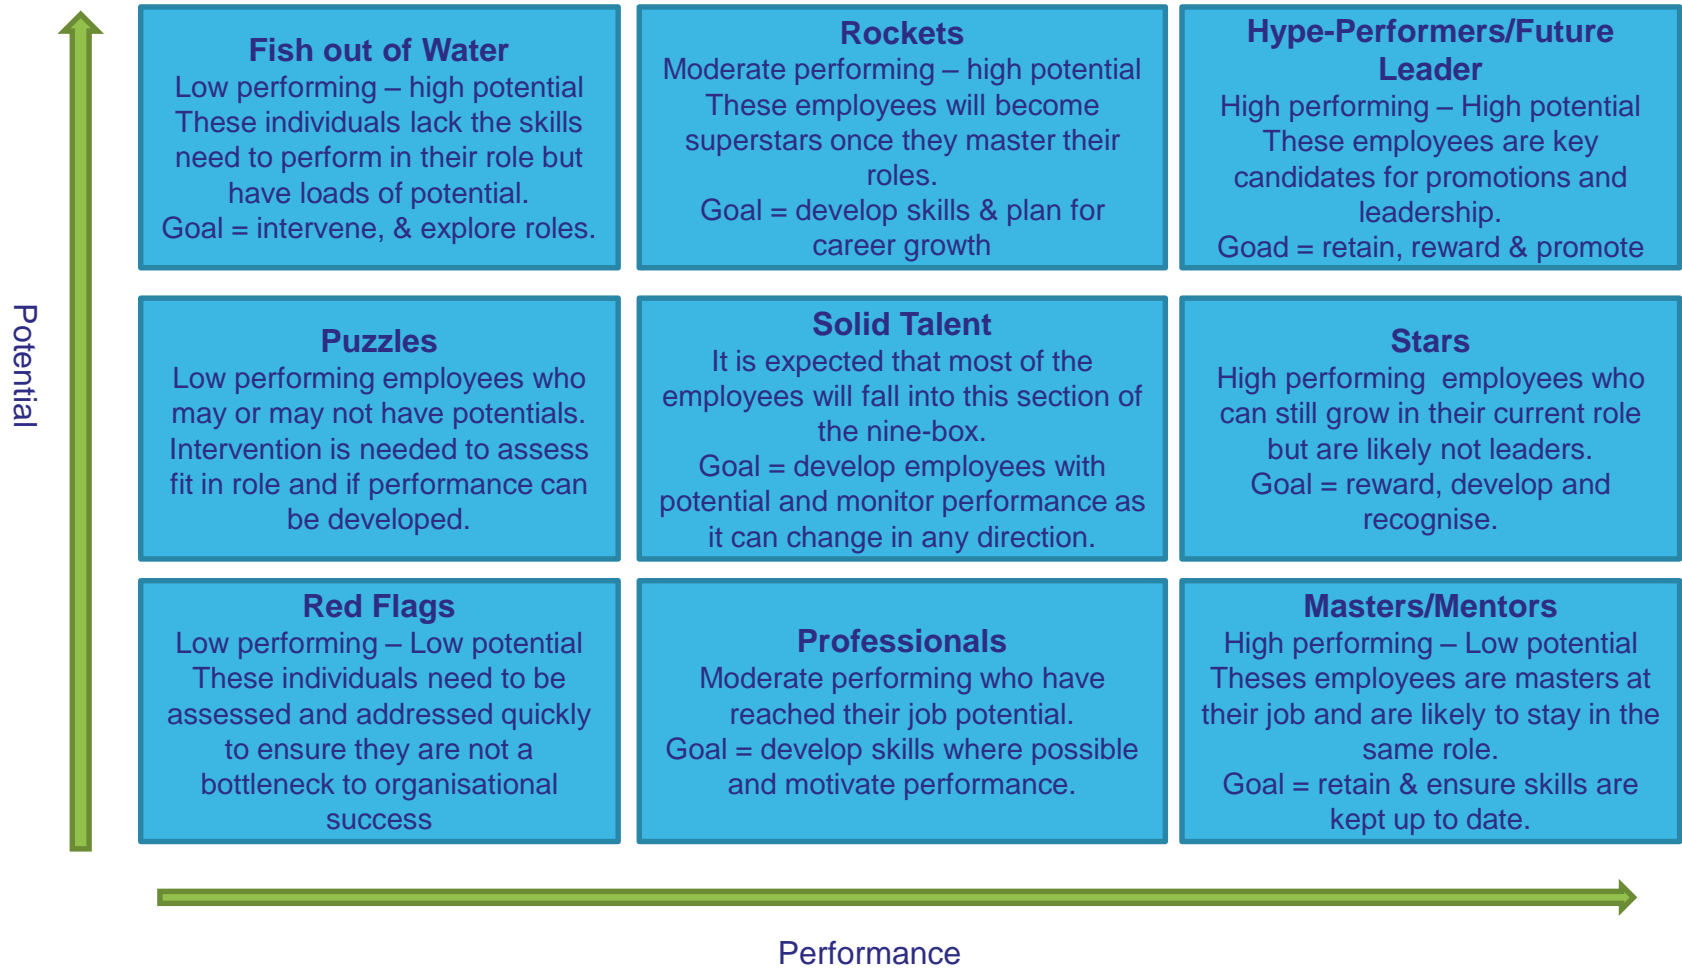 Fish out of Water
Low performing – high potential
These individuals lack the skills
need to perform in their role but
have loads of potential.
Goal = intervene, & explore roles.
Rockets
Moderate performing – high potential
These employees will become
superstars once they master their
roles.
Goal = develop skills & plan for
career growth
Hype-Performers/Future
Leader
High performing – High potential
These employees are key
candidates for promotions and
leadership.
Goad = retain, reward & promote
Potential
Puzzles
Low performing employees who
may or may not have potentials.
Intervention is needed to assess
fit in role and if performance can
be developed.
Solid Talent
It is expected that most of the
employees will fall into this section of
the nine-box.
Goal = develop employees with
potential and monitor performance as
it can change in any direction.
Stars
High performing  employees who
can still grow in their current role
but are likely not leaders.
Goal = reward, develop and
recognise.
Red Flags
Low performing – Low potential
These individuals need to be
assessed and addressed quickly
to ensure they are not a
bottleneck to organisational
success
Professionals
Moderate performing who have
reached their job potential.
Goal = develop skills where possible
and motivate performance.
Masters/Mentors
High performing – Low potential
Theses employees are masters at
their job and are likely to stay in the
same role.
Goal = retain & ensure skills are
kept up to date.
Performance